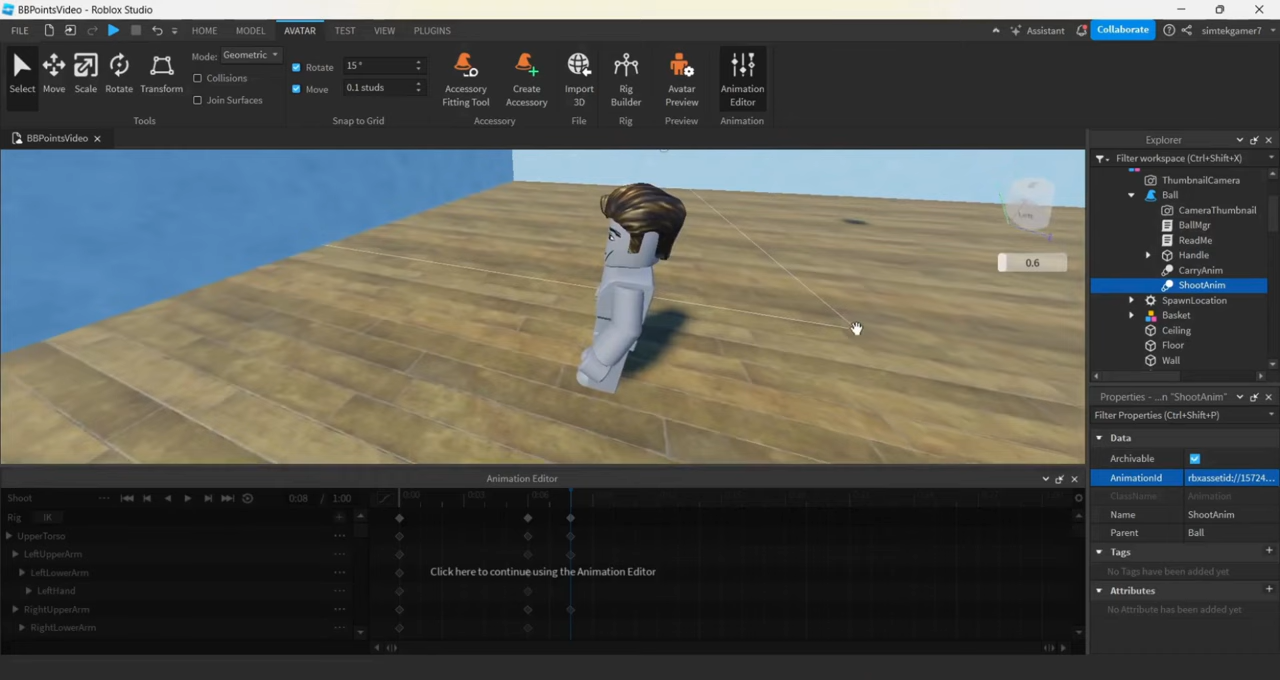 BBPointsVideo - Roblox Studio
FILE HOME MODEL AVATAR TEST VIEW PLUGINS Assistant Collaborate simtekgamer7
Select Move Scale Rotate Transform
Mode: Geometric
Collisions
Join Surfaces
Tools
Rotate 15 °
Move 0.1 studs
Snap to Grid
Accessory Fitting Tool
Create Accessory
Accessory
Import 3D
File
Rig Builder
Rig
Avatar Preview
Preview
Animation Editor
Animation
BBPointsVideo
0.6
Explorer
Filter workspace (Ctrl+Shift+X)
ThumbnailCamera
Ball
CameraThumbnail
BallMgr
ReadMe
Handle
CarryAnim
ShootAnim
SpawnLocation
Basket
Ceiling
Floor
Wall
Properties - ...n "ShootAnim"
Filter Properties (Ctrl+Shift+P)
Data
Archivable
AnimationId rbxassetid://15724...
ClassName Animation
Name ShootAnim
Parent Ball
Tags
No Tags have been added yet
Attributes
No Attribute has been added yet
Animation Editor
Shoot 0:08 / 1:00 0:00 0:03 0:06
Rig IK
UpperTorso
LeftUpperArm
LeftLowerArm
LeftHand
RightUpperArm
RightLowerArm
Click here to continue using the Animation Editor